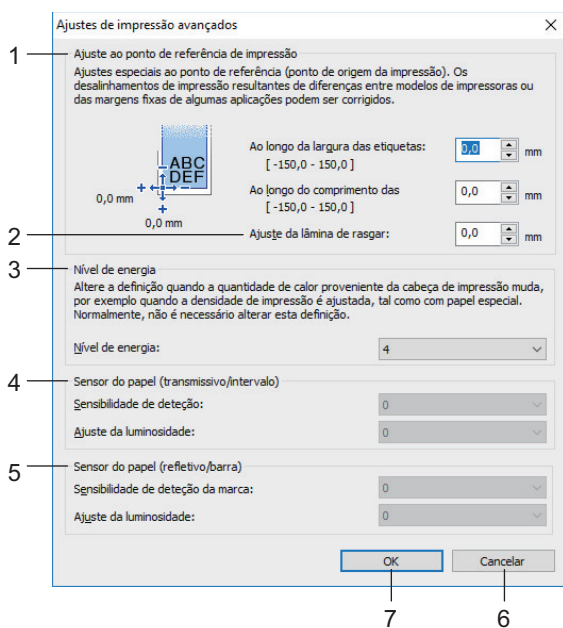 Ajustes de impressão avançados
1
Ajuste ao ponto de referência de impressão
Ajustes especiais ao ponto de referência (ponto de origem da impressão). Os
desalinhamentos de impressão resultantes de diferenças entre modelos de impressoras ou
das margens fixas de algumas aplicações podem ser corrigidos.
ABC
DEF
0,0 mm
0,0 mm
Ao longo da largura das etiquetas:
0,0 mm
[ -150,0 - 150,0 ]
Ao longo do comprimento das
0,0 mm
[ -150,0 - 150,0 ]
2
Ajuste da lâmina de rasgar:
0,0 mm
3
Nível de energia
Altere a definição quando a quantidade de calor proveniente da cabeça de impressão muda,
por exemplo quando a densidade de impressão é ajustada, tal como com papel especial.
Normalmente, não é necessário alterar esta definição.
Nível de energia:
4
4
Sensor do papel (transmissivo/intervalo)
Sensibilidade de deteção:
0
Ajuste da luminosidade:
0
5
Sensor do papel (refletivo/barra)
Sensibilidade de deteção da marca:
0
Ajuste da luminosidade:
0
OK
Cancelar
7
6